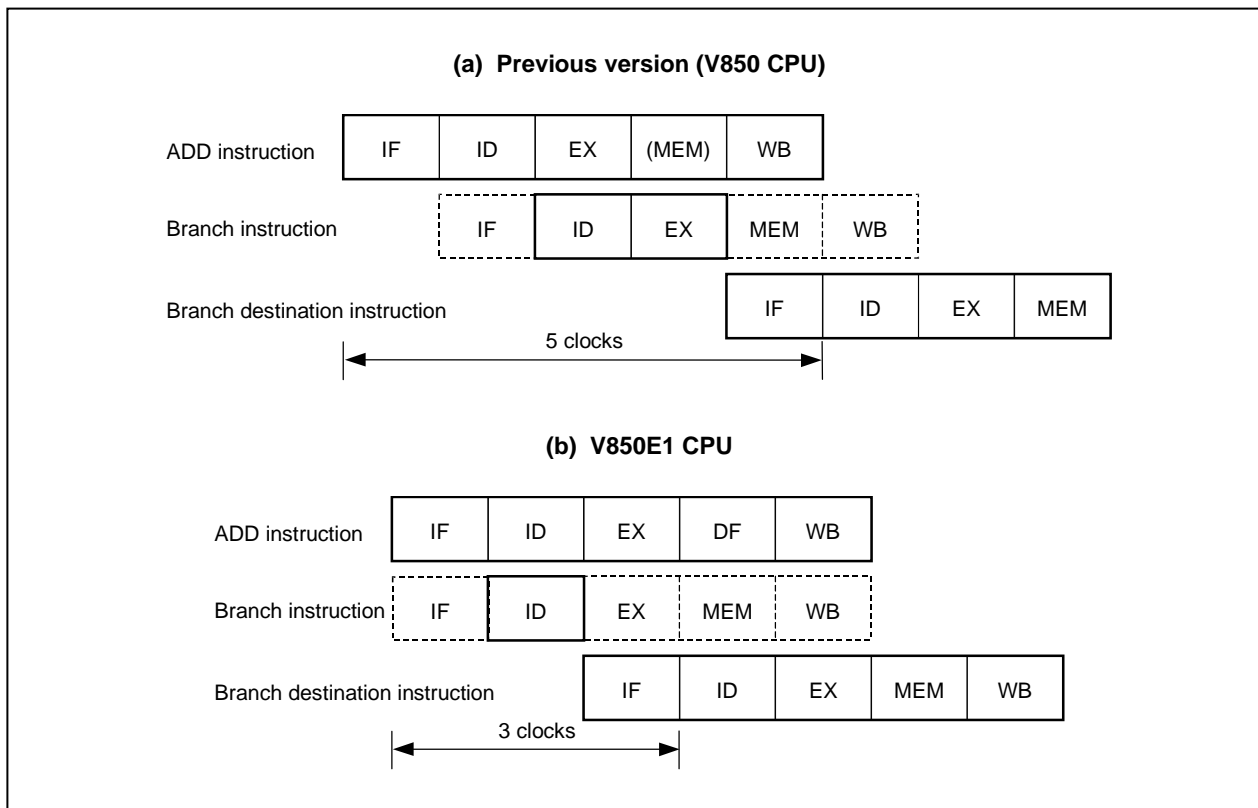 (a) Previous version (V850 CPU)
ADD instruction IF ID EX (MEM) WB
Branch instruction IF ID EX MEM WB
Branch destination instruction IF ID EX MEM
5 clocks
(b) V850E1 CPU
ADD instruction IF ID EX DF WB
Branch instruction IF ID EX MEM WB
Branch destination instruction IF ID EX MEM WB
3 clocks